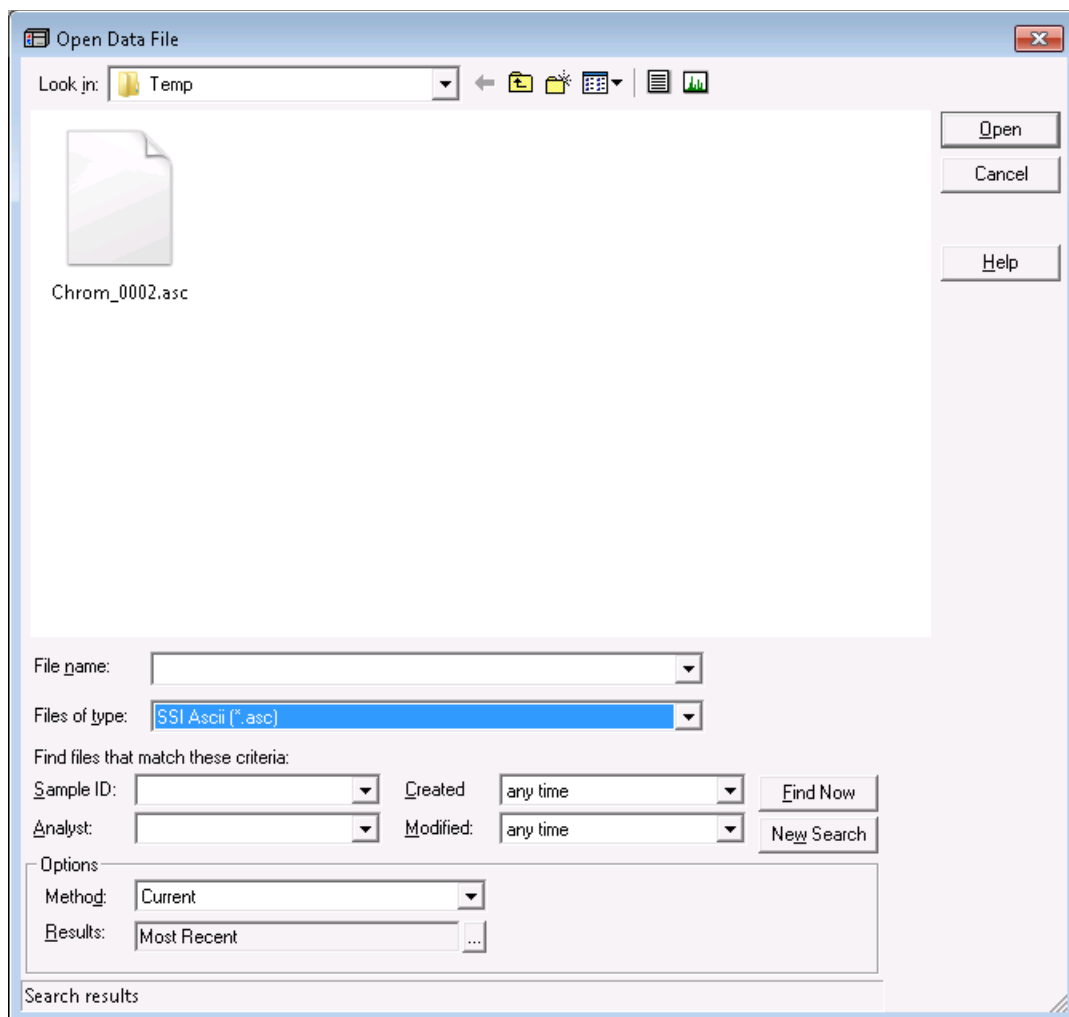 Open Data File
Look in: Temp
Open
Cancel
Help
Chrom_0002.asc
File name:
Files of type: SSI Ascii (*.asc)
Find files that match these criteria:
Sample ID: Created any time Find Now
Analyst: Modified: any time New Search
Options
Method: Current
Results: Most Recent ...
Search results